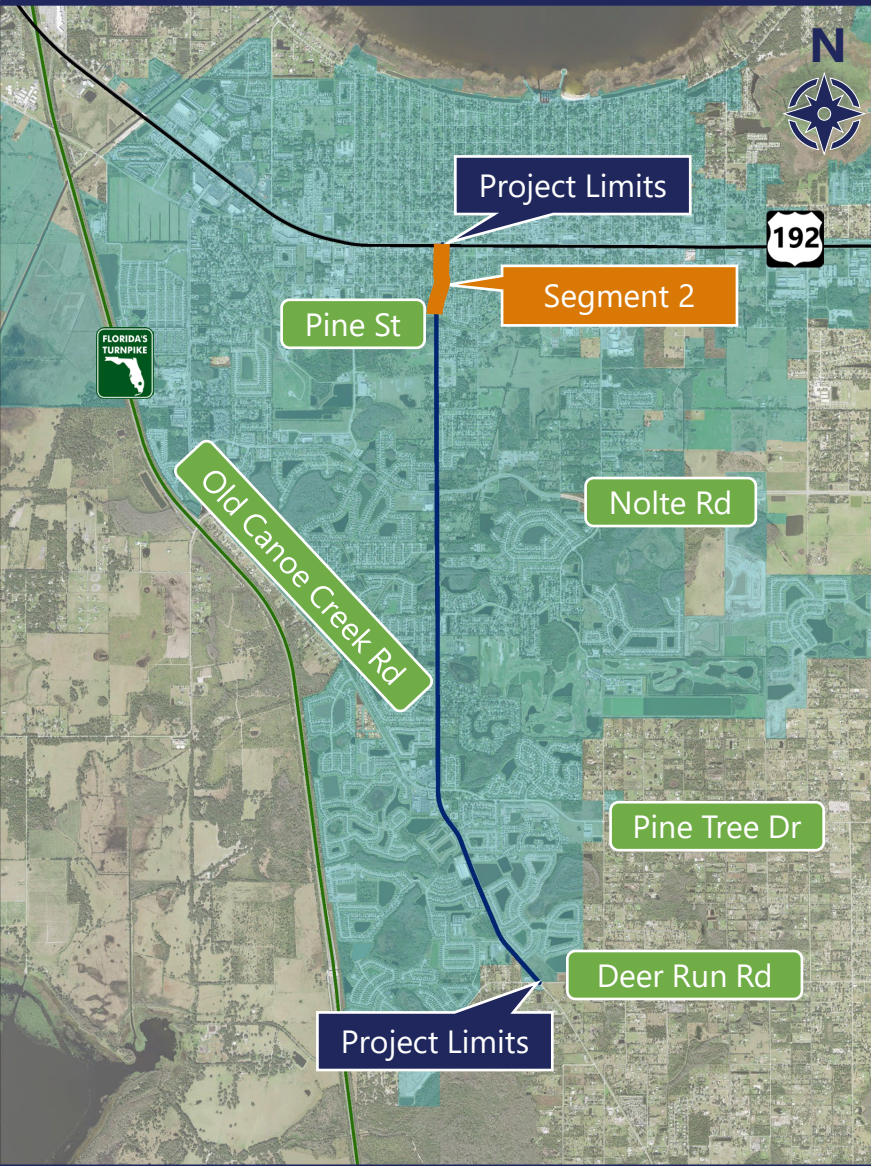 N
Project Limits
192
Segment 2
Pine St
FLORIDA'S
TURNPIKE
Old Canoe Creek Rd
Nolte Rd
Pine Tree Dr
Deer Run Rd
Project Limits